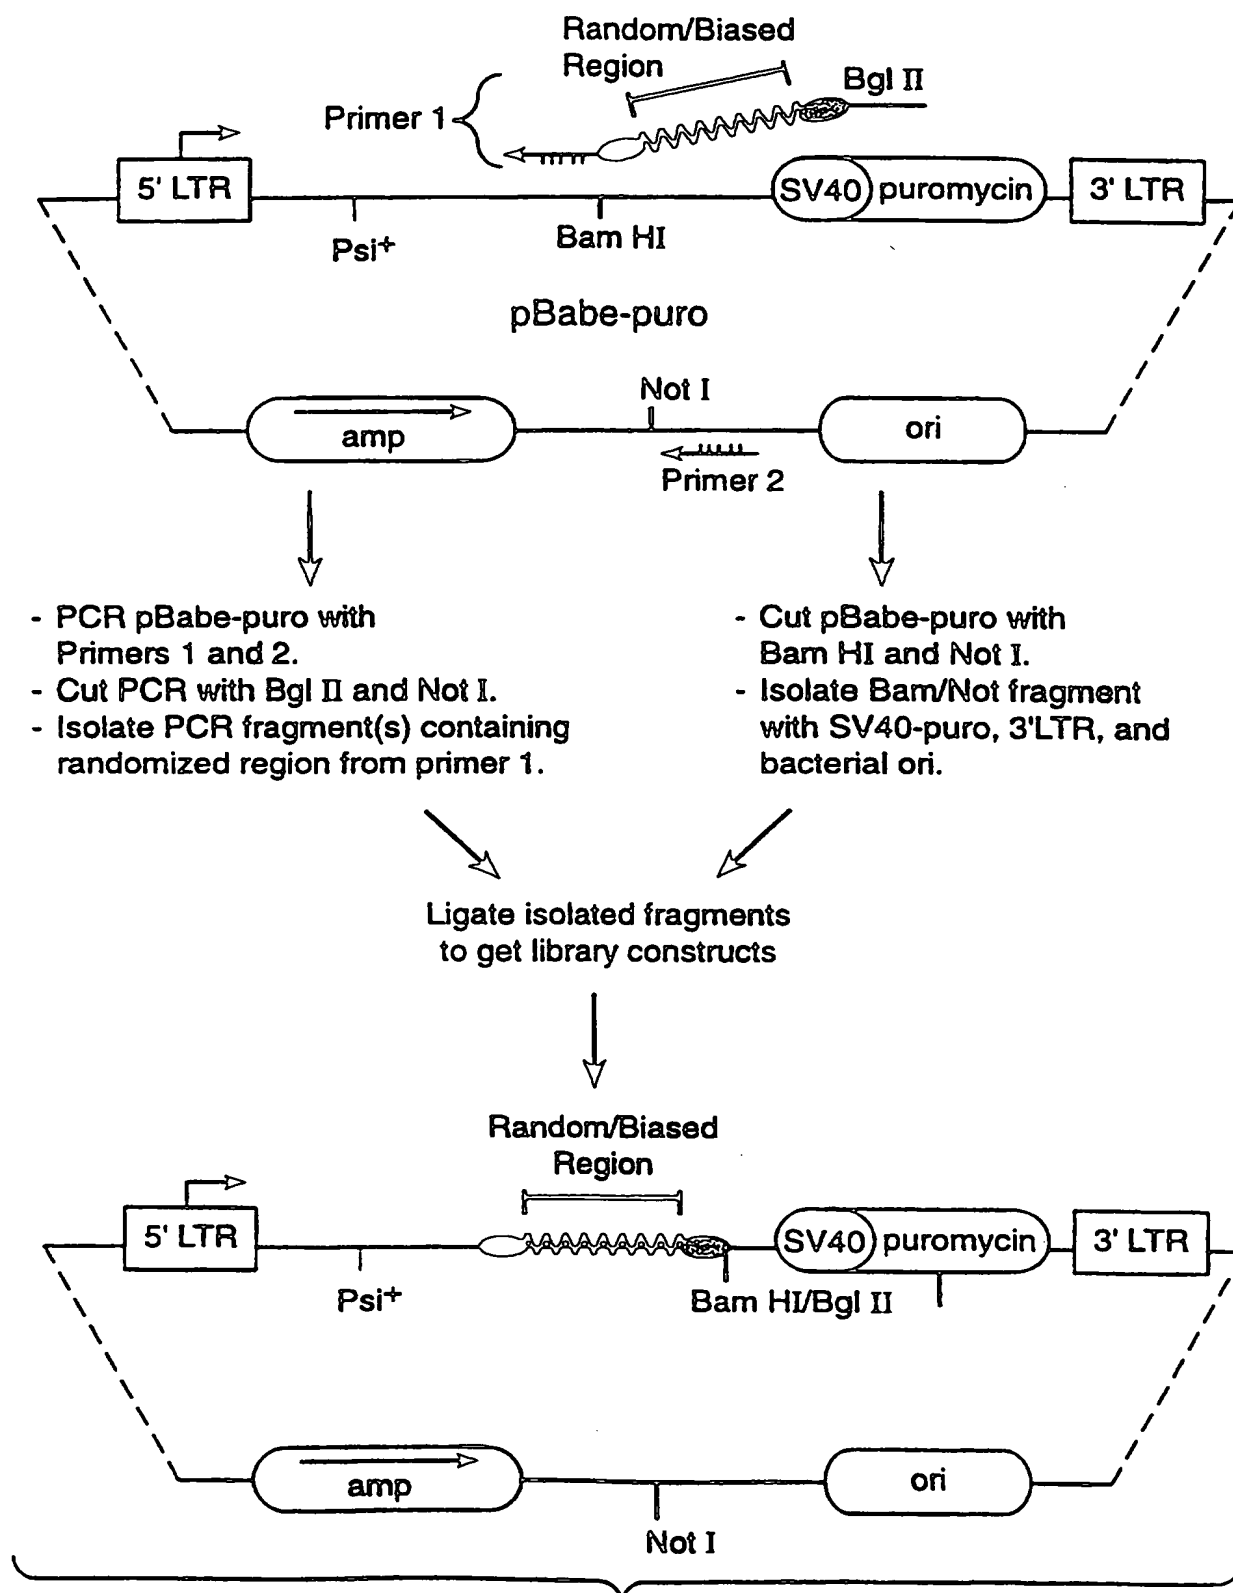 Random/Biased
Region
Bgl II
Primer 1
5' LTR
SV40
puromycin
3' LTR
Psi+
Bam HI
pBabe-puro
Not I
amp
ori
Primer 2
- PCR pBabe-puro with
Primers 1 and 2.
- Cut PCR with Bgl II and Not I.
- Isolate PCR fragment(s) containing
randomized region from primer 1.
- Cut pBabe-puro with
Bam HI and Not I.
- Isolate Bam/Not fragment
with SV40-puro, 3'LTR, and
bacterial ori.
Ligate isolated fragments
to get library constructs
Random/Biased
Region
5' LTR
SV40
puromycin
3' LTR
Psi+
Bam HI/Bgl II
amp
ori
Not I